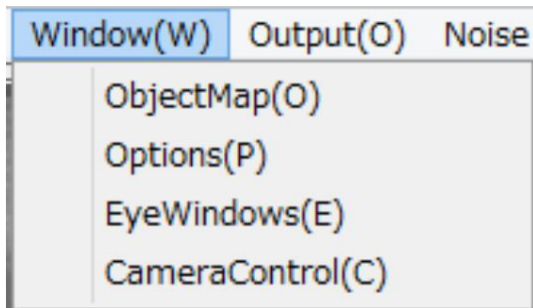 Window(W) Output(O) Noise
ObjectMap(O)
Options(P)
EyeWindows(E)
CameraControl(C)